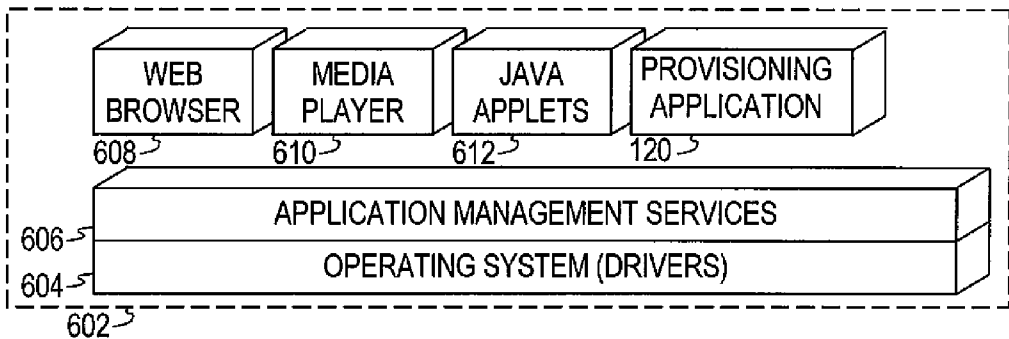 WEB
BROWSER
MEDIA
PLAYER
JAVA
APPLETS
PROVISIONING
APPLICATION
608
610
612
120
APPLICATION MANAGEMENT SERVICES
606
OPERATING SYSTEM (DRIVERS)
604
602